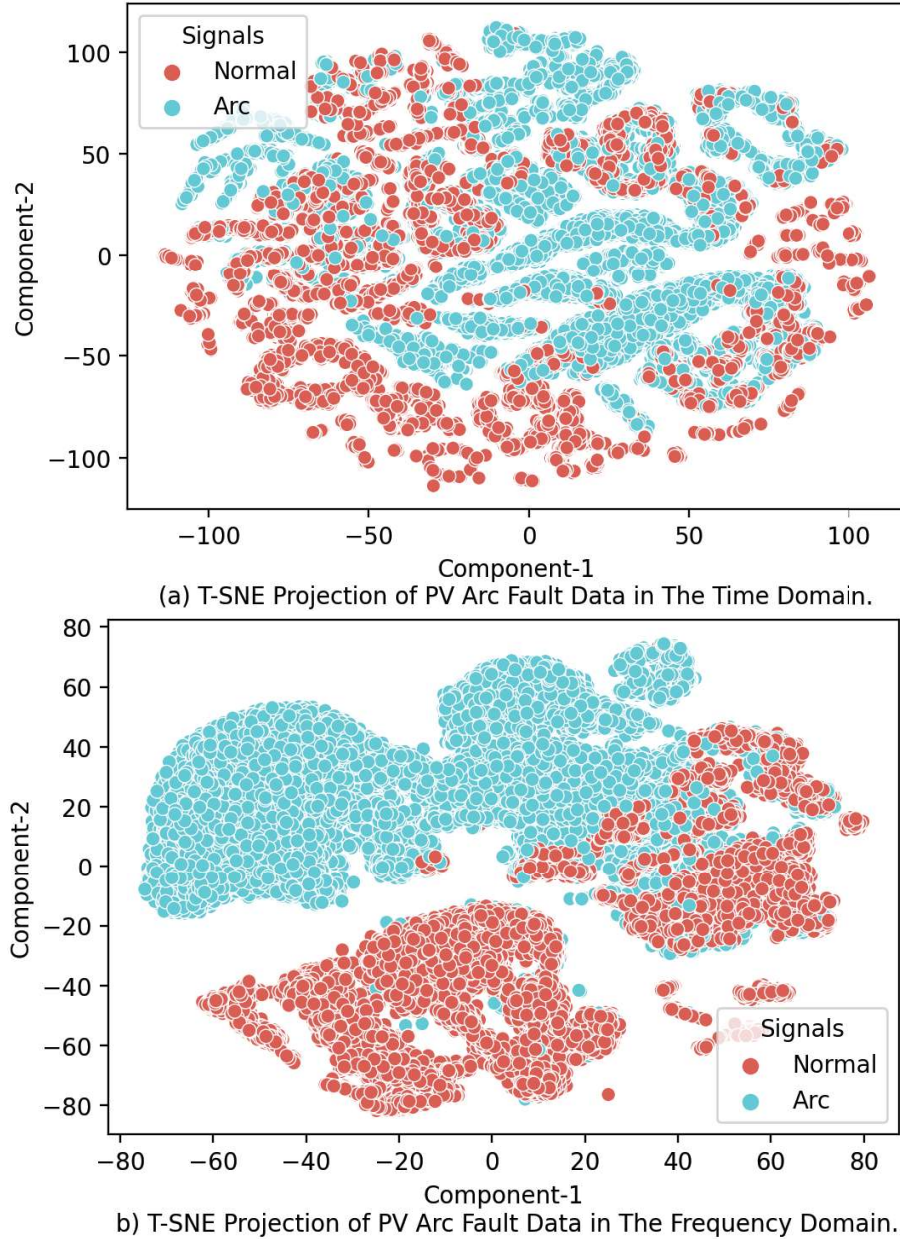 Signals
Normal
Arc
100
50
0
−50
−100
Component-2
−100 −50 0 50 100
Component-1
(a) T-SNE Projection of PV Arc Fault Data in The Time Domain.
80
60
40
20
0
−20
−40
−60
−80
Component-2
Signals
Normal
Arc
−80 −60 −40 −20 0 20 40 60 80
Component-1
b) T-SNE Projection of PV Arc Fault Data in The Frequency Domain.